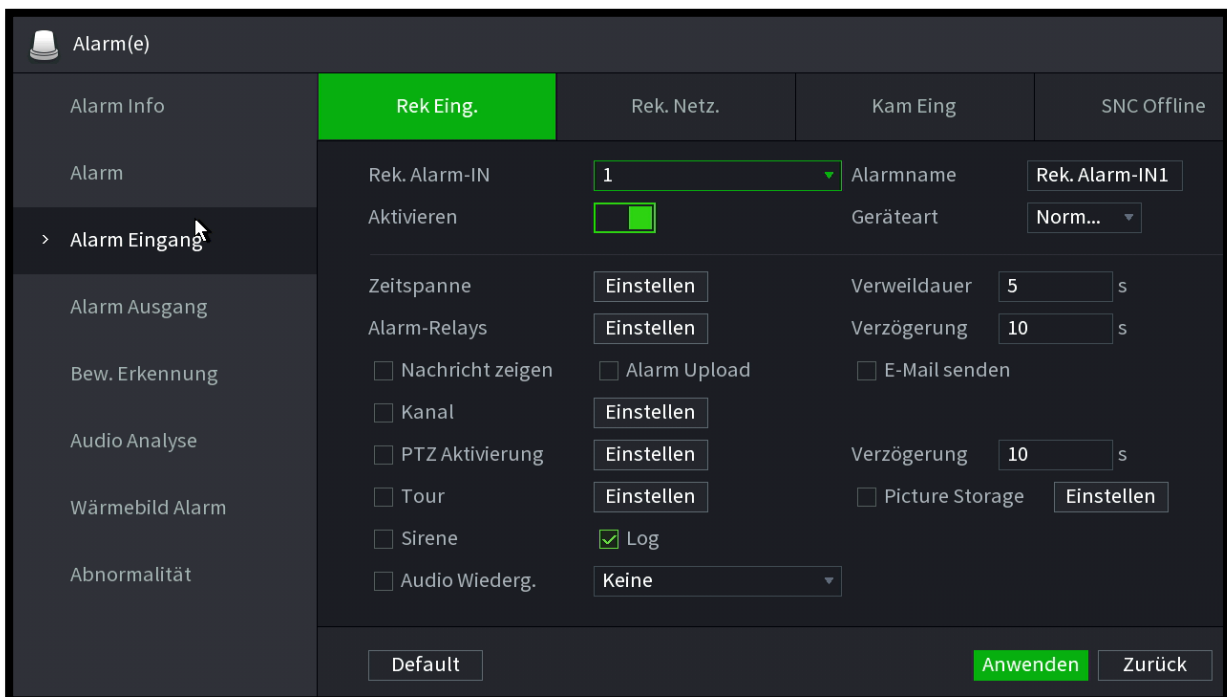 Alarm(e)
Alarm Info
Alarm
> Alarm Eingang
Alarm Ausgang
Bew. Erkennung
Audio Analyse
Wärmebild Alarm
Abnormalität
Rek Eing. Rek. Netz. Kam Eing SNC Offline
Rek. Alarm-IN 1 Alarmname Rek. Alarm-IN1
Aktivieren Geräteart Norm...
Zeitspanne Einstellen Verweildauer 5 s
Alarm-Relays Einstellen Verzögerung 10 s
Nachricht zeigen Alarm Upload E-Mail senden
Kanal Einstellen
PTZ Aktivierung Einstellen Verzögerung 10 s
Tour Einstellen Picture Storage Einstellen
Sirene Log
Audio Wiederg. Keine
Default Anwenden Zurück